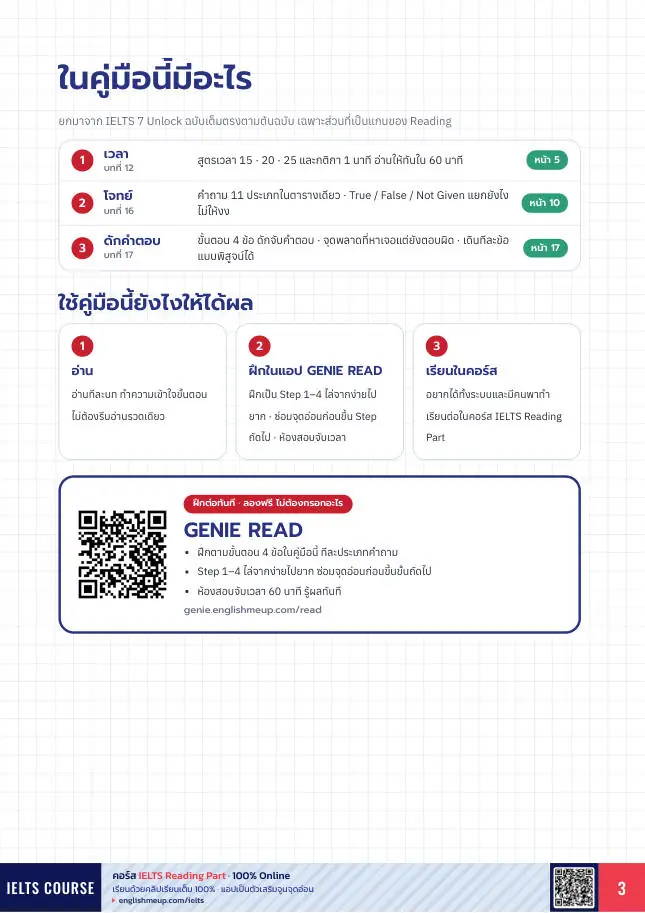 ในคู่มือนี้มีอะไร
ยกมาจาก IELTS 7 Unlock ฉบับเต็มตรงตามต้นฉบับ เฉพาะส่วนที่เป็นแกนของ Reading
1
เวลา
บทที่ 12
สูตรเวลา 15 · 20 · 25 และกติกา 1 นาที อ่านให้ทันใน 60 นาที
หน้า 5
2
โจทย์
บทที่ 16
คำถาม 11 ประเภทในตารางเดียว · True / False / Not Given แยกยังไง
ไม่ให้งง
หน้า 10
3
ดักคำตอบ
บทที่ 17
ขั้นตอน 4 ข้อ ดักจับคำตอบ · จุดพลาดที่หาเจอแต่ยังตอบผิด · เดินทีละข้อ
แบบพิสูจน์ได้
หน้า 17
ใช้คู่มือนี้ยังไงให้ได้ผล
1
อ่าน
อ่านทีละบท ทำความเข้าใจขั้นตอน
ไม่ต้องรีบอ่านรวดเดียว
2
ฝึกในแอป GENIE READ
ฝึกเป็น Step 1–4 ไล่จากง่ายไป
ยาก · ซ่อมจุดอ่อนก่อนขึ้น Step
ถัดไป · ห้องสอบจับเวลา
3
เรียนในคอร์ส
อยากได้ทั้งระบบและมีคนพาทำ
เรียนต่อในคอร์ส IELTS Reading
Part
ฝึกต่อทันที · ลองฟรี ไม่ต้องกรอกอะไร
GENIE READ
• ฝึกตามขั้นตอน 4 ข้อในคู่มือนี้ ทีละประเภทคำถาม
• Step 1–4 ไล่จากง่ายไปยาก ซ่อมจุดอ่อนก่อนขึ้นขั้นถัดไป
• ห้องสอบจับเวลา 60 นาที รู้ผลทันที
genie.englishmeup.com/read
IELTS COURSE
คอร์ส IELTS Reading Part · 100% Online
เรียนด้วยคลิปเรียนเต็ม 100% · แอปเป็นตัวเสริมจูนจุดอ่อน
englishmeup.com/ielts
3